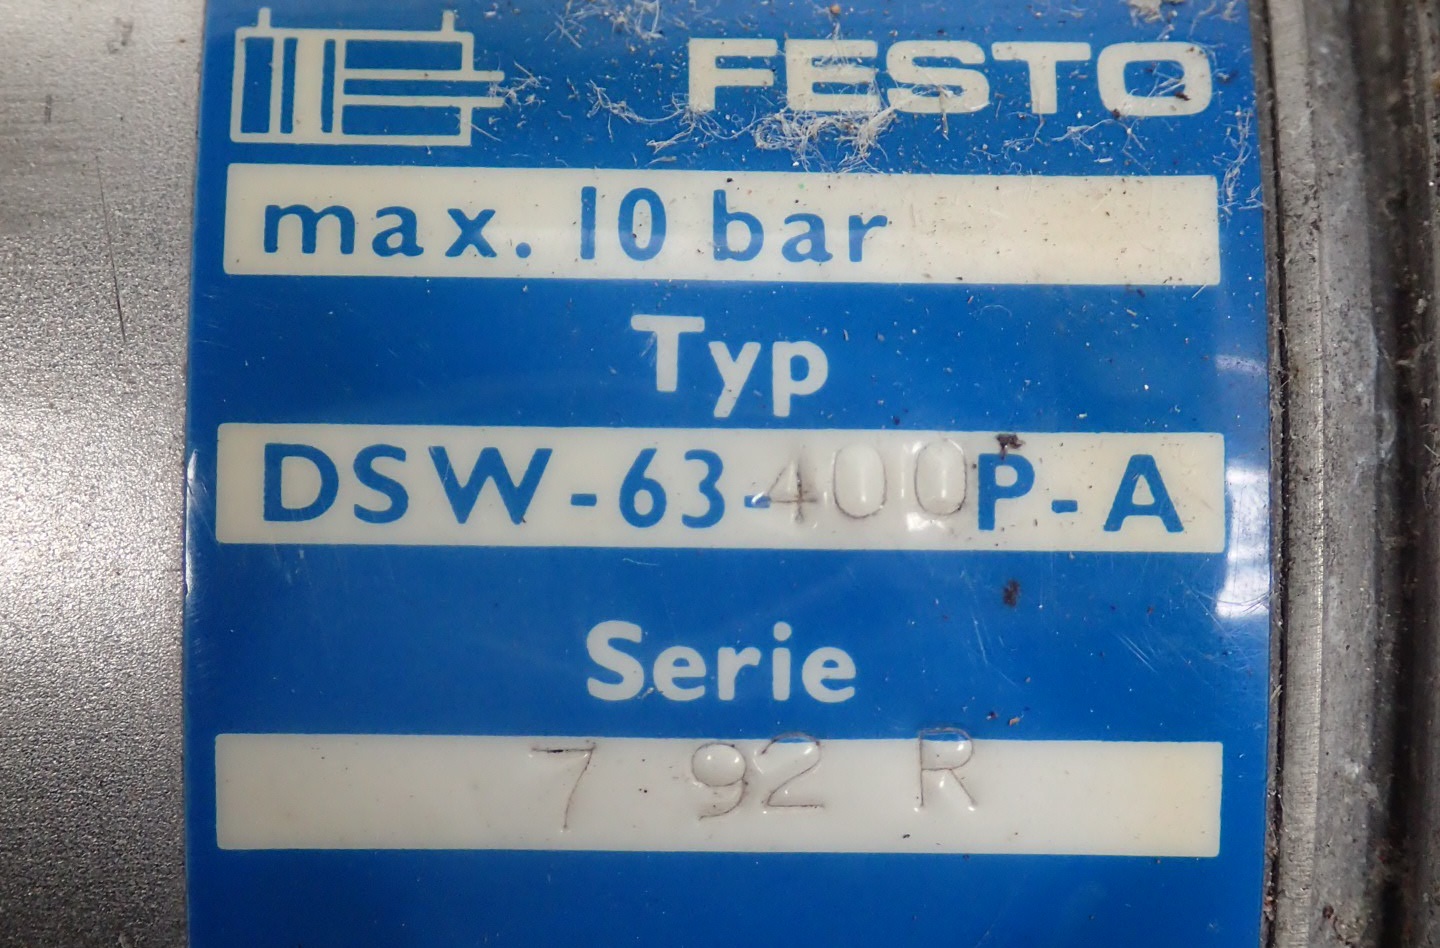 FESTO
max. 10 bar
Typ
DSW-63-400P-A
Serie
7 92 R